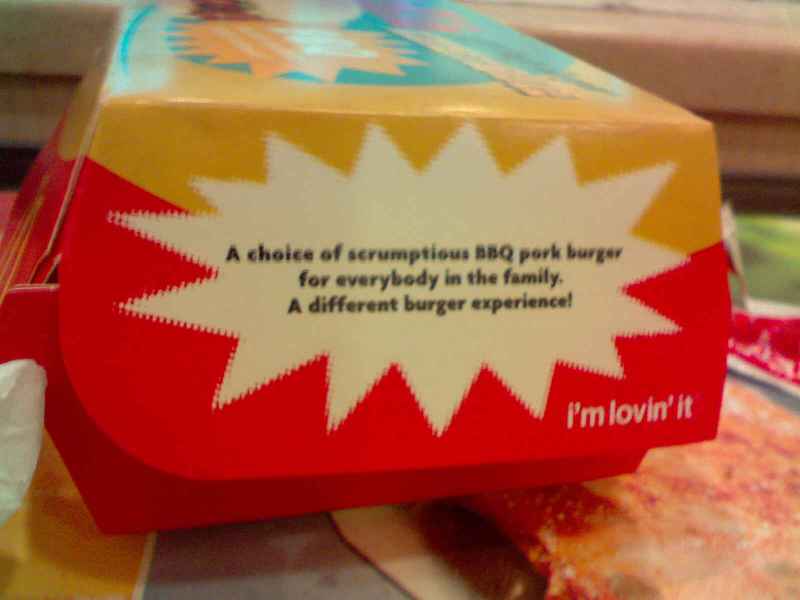 A choice of scrumptious BBQ pork burger
for everybody in the family.
A different burger experience!
i'm lovin' it